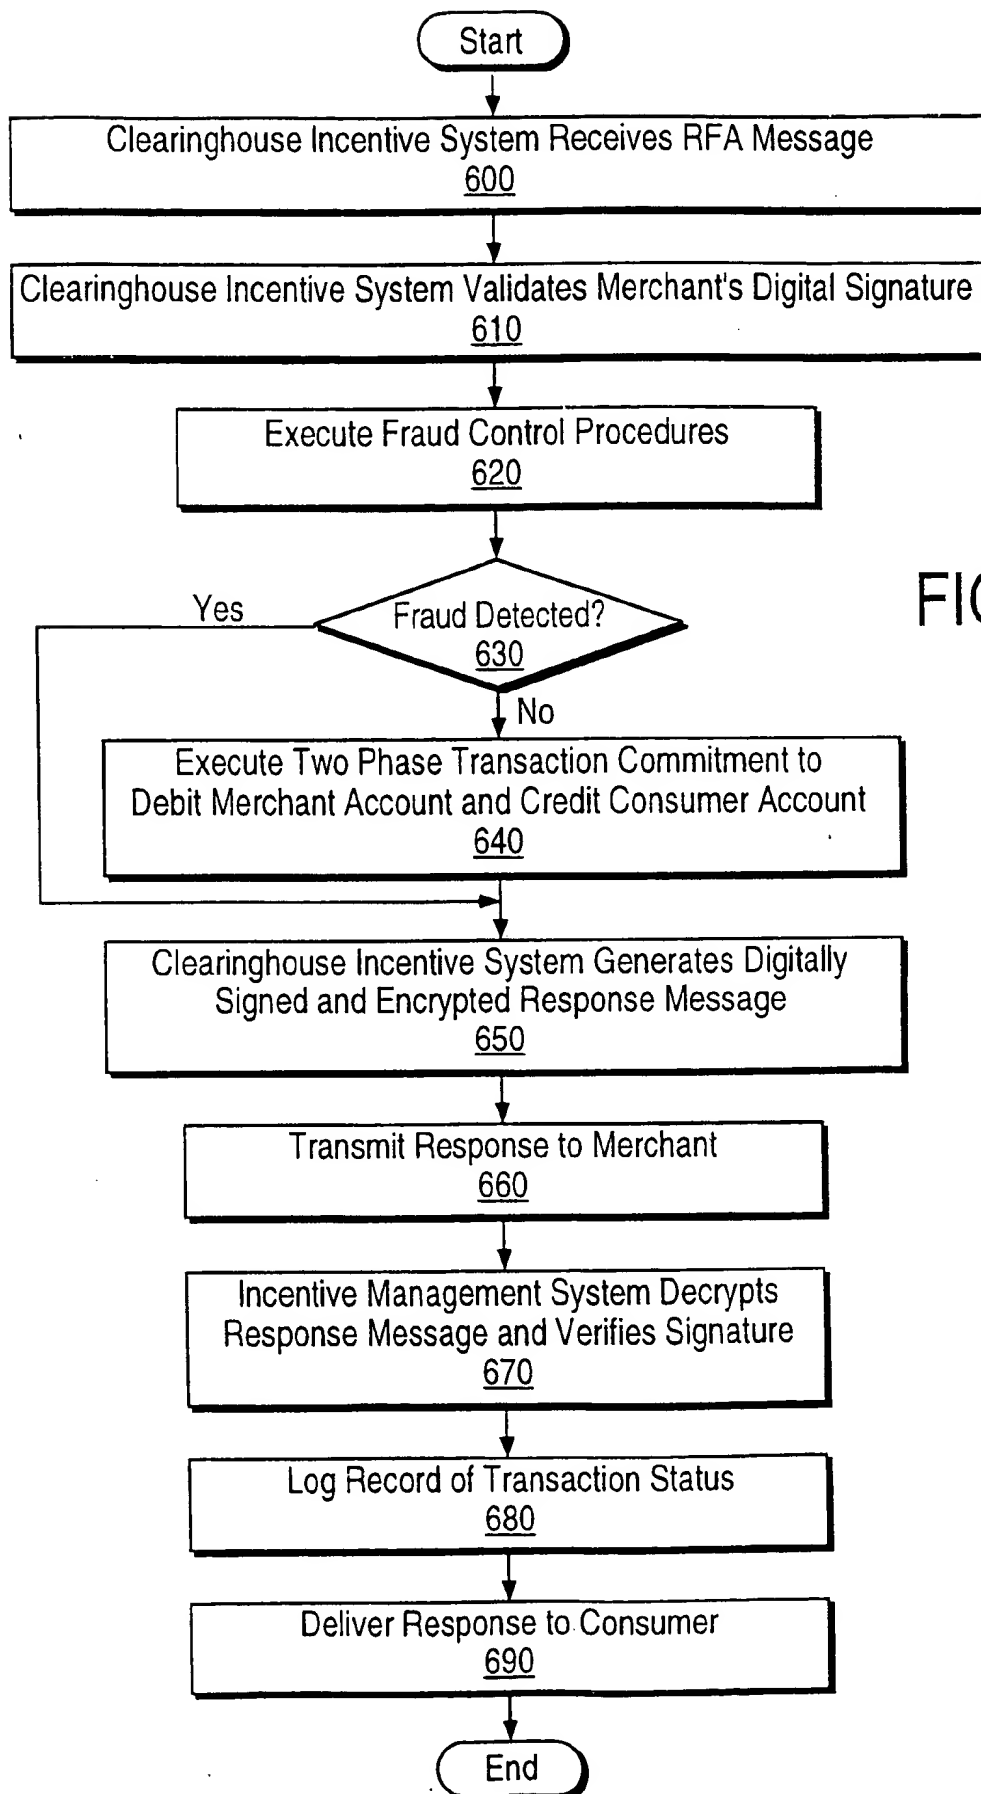 Start
Clearinghouse Incentive System Receives RFA Message
600
Clearinghouse Incentive System Validates Merchant's Digital Signature
610
Execute Fraud Control Procedures
620
Yes
Fraud Detected?
630
FIG
No
Execute Two Phase Transaction Commitment to
Debit Merchant Account and Credit Consumer Account
640
Clearinghouse Incentive System Generates Digitally
Signed and Encrypted Response Message
650
Transmit Response to Merchant
660
Incentive Management System Decrypts
Response Message and Verifies Signature
670
Log Record of Transaction Status
680
Deliver Response to Consumer
690
End